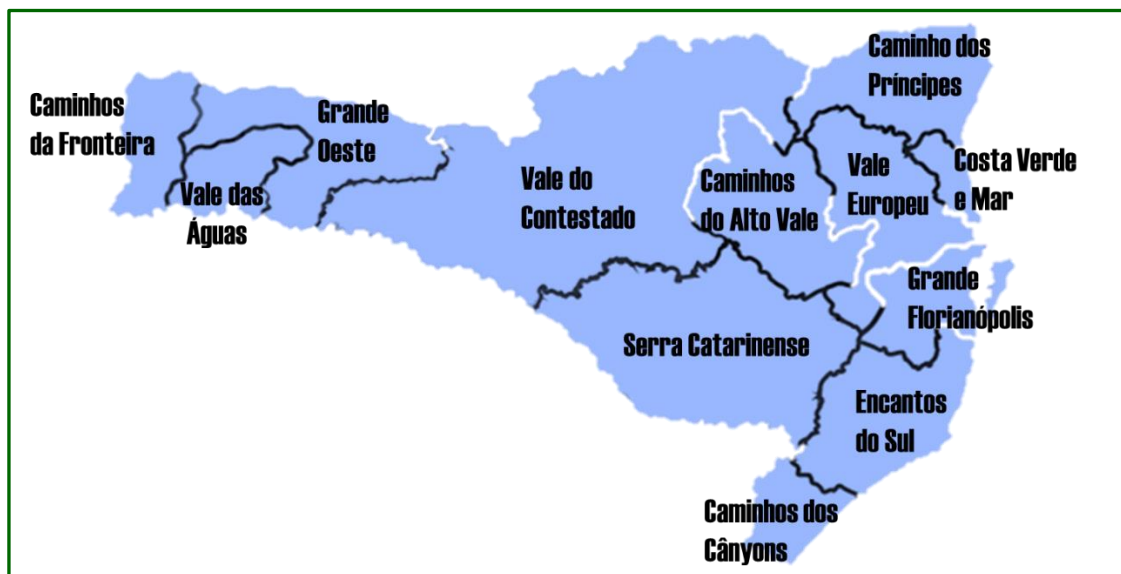 Caminho dos
Príncipes
Caminhos
da Fronteira
Grande
Oeste
Costa Verde
e Mar
Vale
Europeu
Vale do
Contestado
Caminhos
do Alto Vale
Vale das
Águas
Grande
Florianópolis
Serra Catarinense
Encantos
do Sul
Caminhos dos
Cânyons